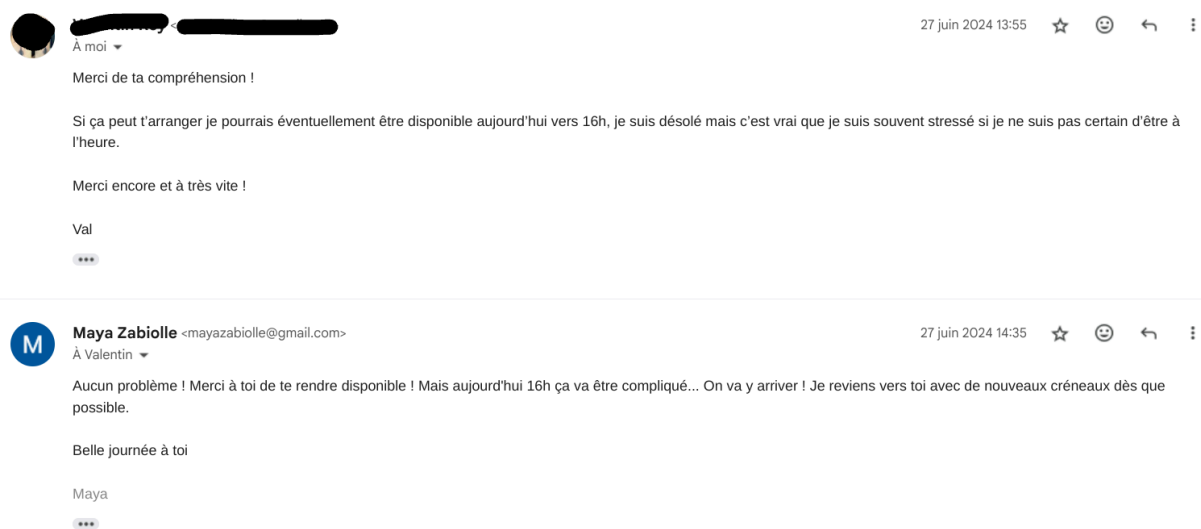 27 juin 2024 13:55
À moi
Merci de ta compréhension !
Si ça peut t’arranger je pourrais éventuellement être disponible aujourd’hui vers 16h, je suis désolé mais c’est vrai que je suis souvent stressé si je ne suis pas certain d’être à
l’heure.
Merci encore et à très vite !
Val
Maya Zabiolle <mayazabiolle@gmail.com>
27 juin 2024 14:35
M
À Valentin
Aucun problème ! Merci à toi de te rendre disponible ! Mais aujourd'hui 16h ça va être compliqué... On va y arriver ! Je reviens vers toi avec de nouveaux créneaux dès que
possible.
Belle journée à toi
Maya